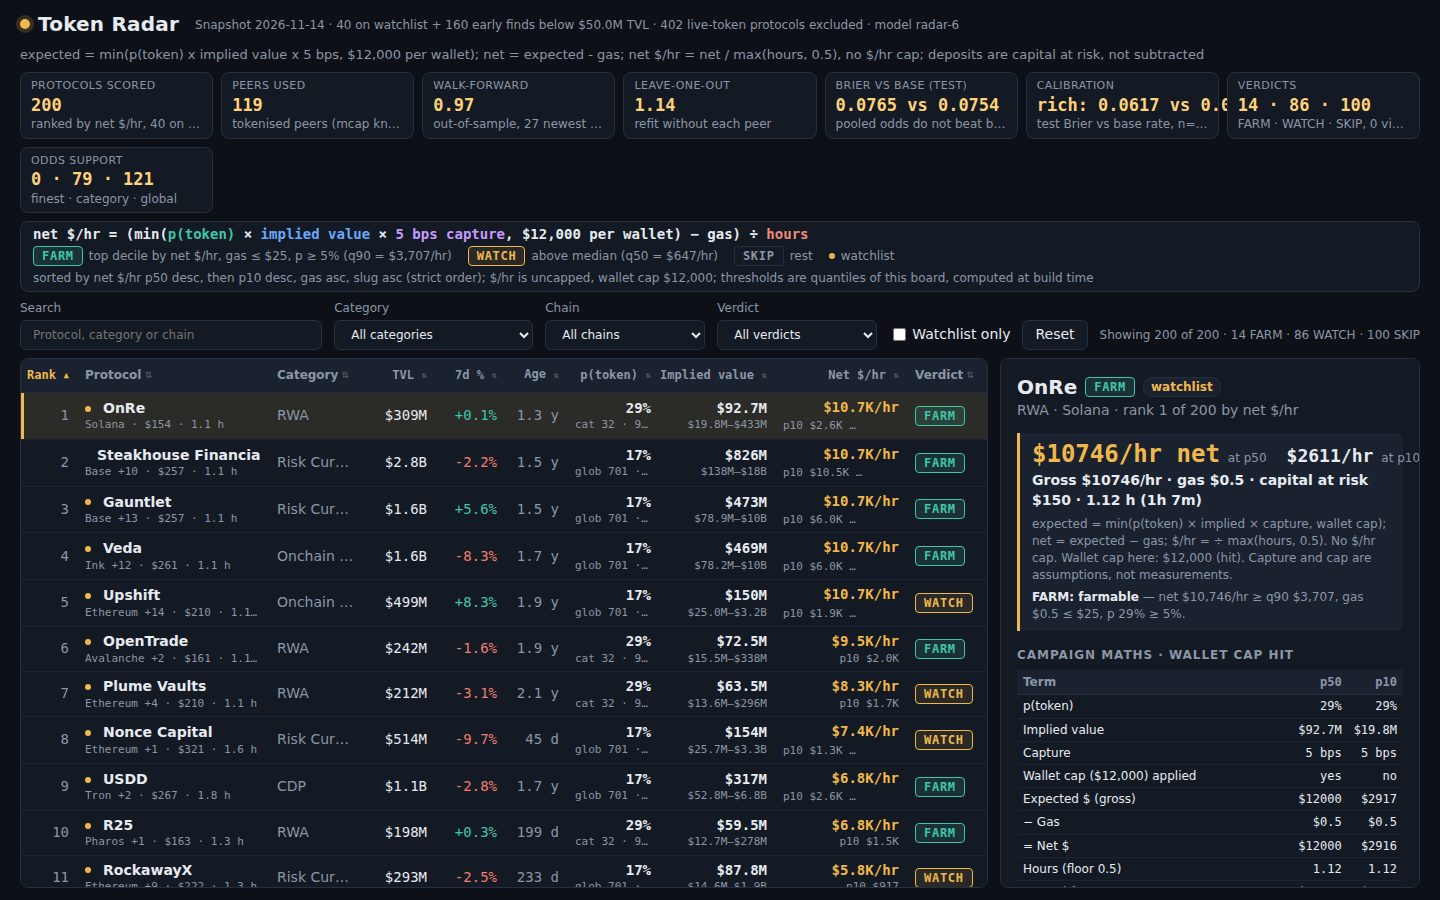 Token Radar
Snapshot 2026-11-14 · 40 on watchlist + 160 early finds below $50.0M TVL · 402 live-token protocols excluded · model radar-6
expected = min(p(token) x implied value x 5 bps, $12,000 per wallet); net = expected - gas; net $/hr = net / max(hours, 0.5), no $/hr cap; deposits are capital at risk, not subtracted
PROTOCOLS SCORED
200
ranked by net $/hr, 40 on ...
PEERS USED
119
tokenised peers (mcap kn...
WALK-FORWARD
0.97
out-of-sample, 27 newest ...
LEAVE-ONE-OUT
1.14
refit without each peer
BRIER VS BASE (TEST)
0.0765 vs 0.0754
pooled odds do not beat b...
CALIBRATION
rich: 0.0617 vs 0.0
test Brier vs base rate, n=...
VERDICTS
14 · 86 · 100
FARM · WATCH · SKIP, 0 vi...
ODDS SUPPORT
0 · 79 · 121
finest · category · global
net $/hr = (min(p(token) × implied value × 5 bps capture, $12,000 per wallet) − gas) ÷ hours
FARM top decile by net $/hr, gas ≤ $25, p ≥ 5% (q90 = $3,707/hr) WATCH above median (q50 = $647/hr) SKIP rest watchlist
sorted by net $/hr p50 desc, then p10 desc, gas asc, slug asc (strict order); $/hr is uncapped, wallet cap $12,000; thresholds are quantiles of this board, computed at build time
Search Category Chain Verdict
Protocol, category or chain All categories All chains All verdicts Watchlist only Reset Showing 200 of 200 · 14 FARM · 86 WATCH · 100 SKIP
Rank ▲ Protocol Category TVL 7d % Age p(token) Implied value Net $/hr Verdict
1 OnRe RWA $309M +0.1% 1.3 y 29% $92.7M $10.7K/hr FARM
Solana · $154 · 1.1 h cat 32 · 9... $19.8M–$433M p10 $2.6K ...
2 Steakhouse Financia Risk Cur... $2.8B -2.2% 1.5 y 17% $826M $10.7K/hr FARM
Base +10 · $257 · 1.1 h glob 701 ·... $138M–$18B p10 $10.5K ...
3 Gauntlet Risk Cur... $1.6B +5.6% 1.5 y 17% $473M $10.7K/hr FARM
Base +13 · $257 · 1.1 h glob 701 ·... $78.9M–$10B p10 $6.0K ...
4 Veda Onchain ... $1.6B -8.3% 1.7 y 17% $469M $10.7K/hr FARM
Ink +12 · $261 · 1.1 h glob 701 ·... $78.2M–$10B p10 $6.0K ...
5 Upshift Onchain ... $499M +8.3% 1.9 y 17% $150M $10.7K/hr WATCH
Ethereum +14 · $210 · 1.1... glob 701 ·... $25.0M–$3.2B p10 $1.9K ...
6 OpenTrade RWA $242M -1.6% 1.9 y 29% $72.5M $9.5K/hr FARM
Avalanche +2 · $161 · 1.1... cat 32 · 9... $15.5M–$338M p10 $2.0K
7 Plume Vaults RWA $212M -3.1% 2.1 y 29% $63.5M $8.3K/hr WATCH
Ethereum +4 · $210 · 1.1 h cat 32 · 9... $13.6M–$296M p10 $1.7K
8 Nonce Capital Risk Cur... $514M -9.7% 45 d 17% $154M $7.4K/hr WATCH
Ethereum +1 · $321 · 1.6 h glob 701 ·... $25.7M–$3.3B p10 $1.3K ...
9 USDD CDP $1.1B -2.8% 1.7 y 17% $317M $6.8K/hr FARM
Tron +2 · $267 · 1.8 h glob 701 ·... $52.8M–$6.8B p10 $2.6K ...
10 R25 RWA $198M +0.3% 199 d 29% $59.5M $6.8K/hr FARM
Pharos +1 · $163 · 1.3 h cat 32 · 9... $12.7M–$278M p10 $1.5K
11 RockawayX Risk Cur... $293M -2.5% 233 d 17% $87.8M $5.8K/hr WATCH
Ethereum +9 · $222 · 1.3 h glob 701 ·... $14.6M–$1.9B p10 $917
OnRe FARM watchlist
RWA · Solana · rank 1 of 200 by net $/hr
$10746/hr net at p50 $2611/hr at p10
Gross $10746/hr · gas $0.5 · capital at risk
$150 · 1.12 h (1h 7m)
expected = min(p(token) × implied × capture, wallet cap);
net = expected − gas; $/hr = ÷ max(hours, 0.5). No $/hr
cap. Wallet cap here: $12,000 (hit). Capture and cap are
assumptions, not measurements.
FARM: farmable — net $10,746/hr ≥ q90 $3,707, gas
$0.5 ≤ $25, p 29% ≥ 5%.
CAMPAIGN MATHS · WALLET CAP HIT
Term p50 p10
p(token) 29% 29%
Implied value $92.7M $19.8M
Capture 5 bps 5 bps
Wallet cap ($12,000) applied yes no
Expected $ (gross) $12000 $2917
− Gas $0.5 $0.5
= Net $ $12000 $2916
Hours (floor 0.5) 1.12 1.12